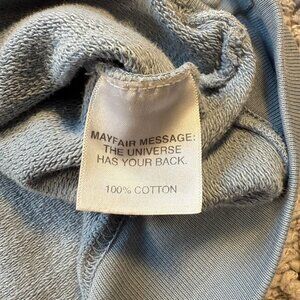 MAYFAIR MESSAGE:
THE UNIVERSE
HAS YOUR BACK.
100% COTTON